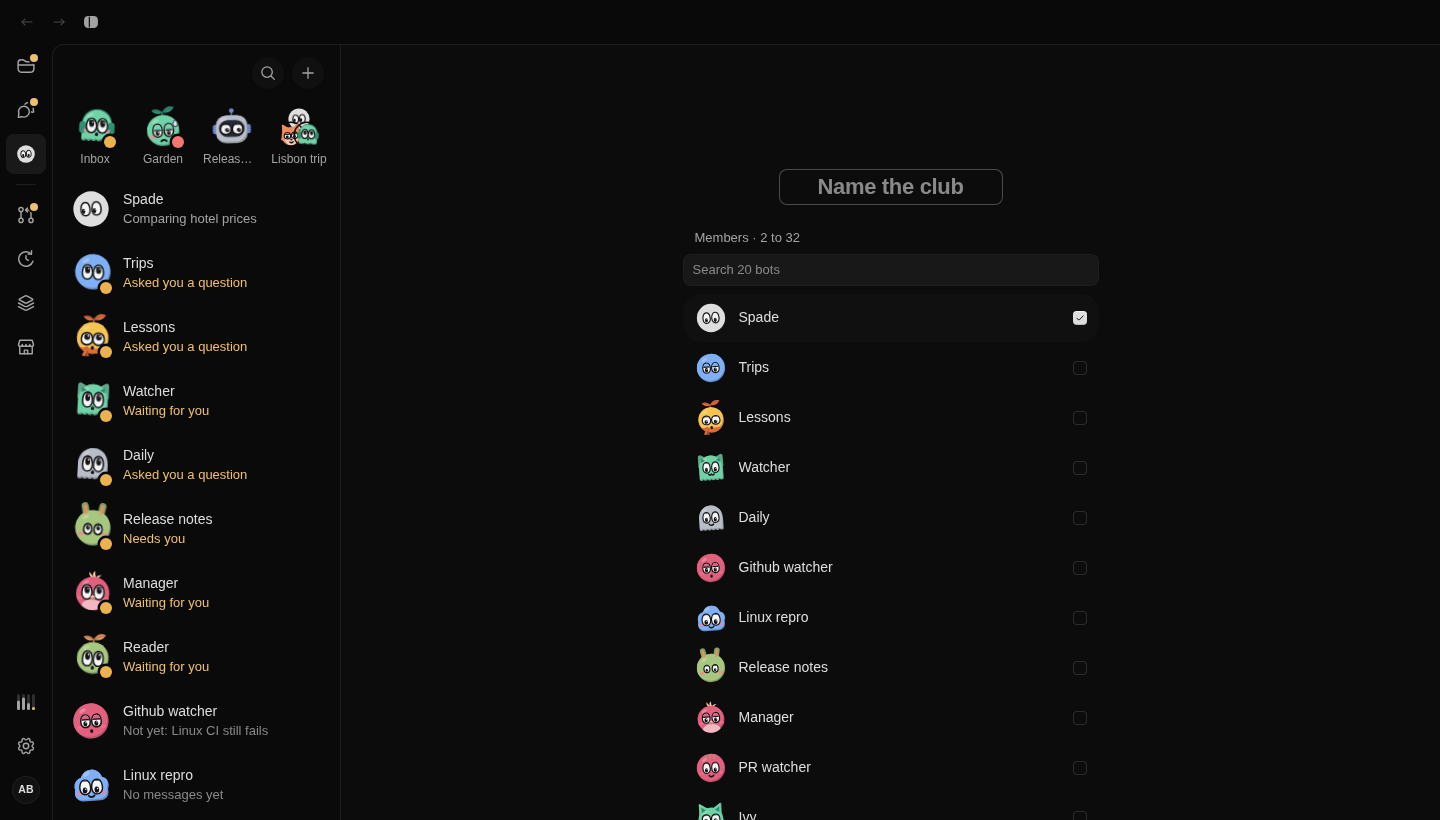 Inbox
Garden
Releas…
Lisbon trip
Spade
Comparing hotel prices
Trips
Asked you a question
Lessons
Asked you a question
Watcher
Waiting for you
Daily
Asked you a question
Release notes
Needs you
Manager
Waiting for you
Reader
Waiting for you
Github watcher
Not yet: Linux CI still fails
Linux repro
No messages yet
AB
Name the club
Members · 2 to 32
Search 20 bots
Spade
Trips
Lessons
Watcher
Daily
Github watcher
Linux repro
Release notes
Manager
PR watcher
Ivy